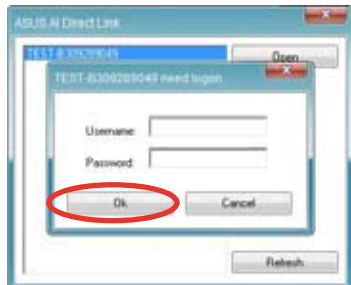 ASUS AI Direct Link
TEST-B309289049
Open
TEST-B309289049 need logon
Username:
Password:
Ok
Cancel
Refresh